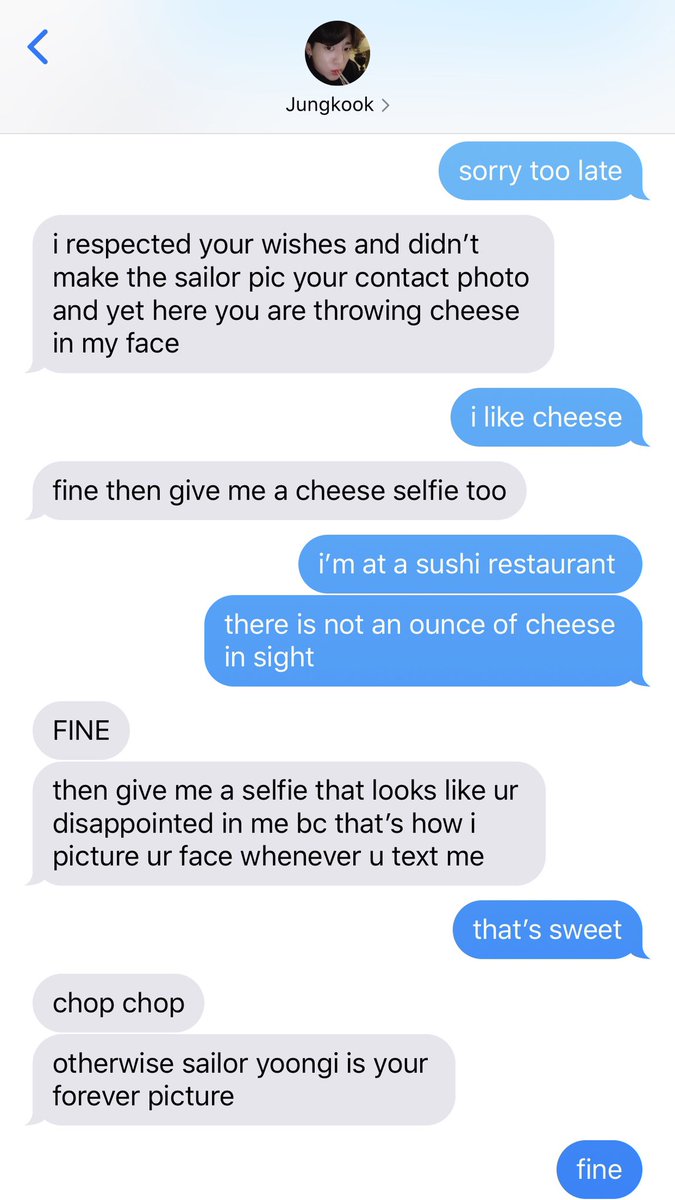 Jungkook
sorry too late
i respected your wishes and didn’t
make the sailor pic your contact photo
and yet here you are throwing cheese
in my face
i like cheese
fine then give me a cheese selfie too
i’m at a sushi restaurant
there is not an ounce of cheese
in sight
FINE
then give me a selfie that looks like ur
disappointed in me bc that’s how i
picture ur face whenever u text me
that’s sweet
chop chop
otherwise sailor yoongi is your
forever picture
fine